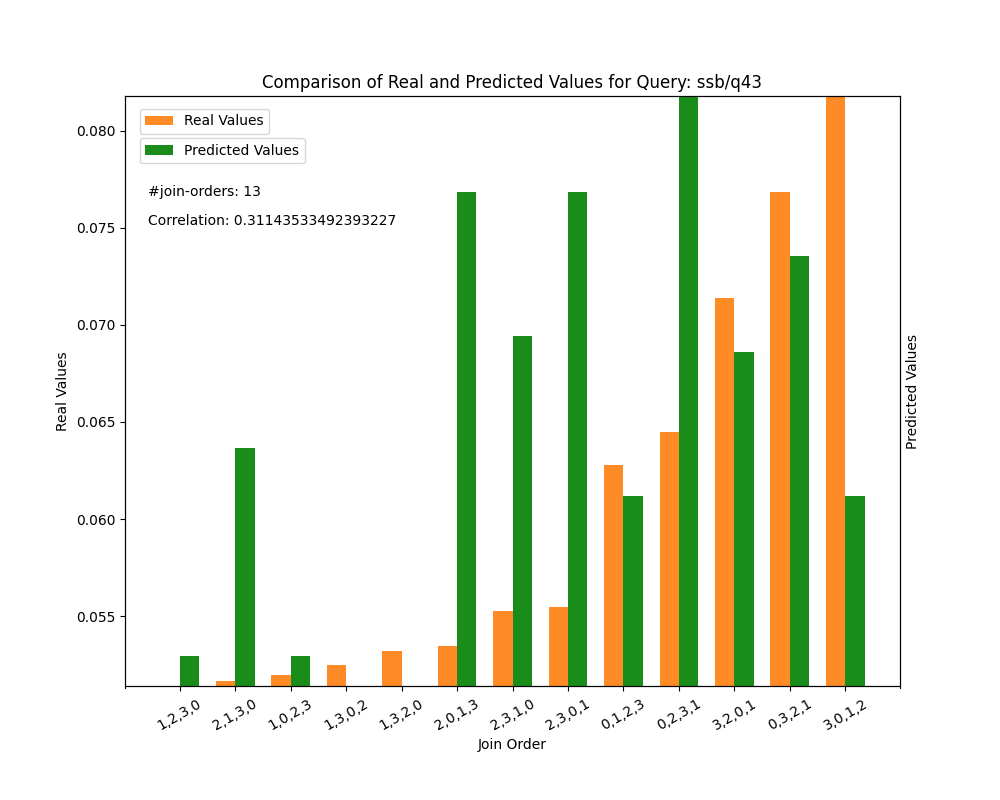 Comparison of Real and Predicted Values for Query: ssb/q43
Real Values
Predicted Values
#join-orders: 13
Correlation: 0.31143533492393227
0.080
0.075
0.070
0.065
0.060
0.055
Real Values
Predicted Values
1,2,3,0
2,1,3,0
1,0,2,3
1,3,0,2
1,3,2,0
2,0,1,3
2,3,1,0
2,3,0,1
0,1,2,3
0,2,3,1
3,2,0,1
0,3,2,1
3,0,1,2
Join Order